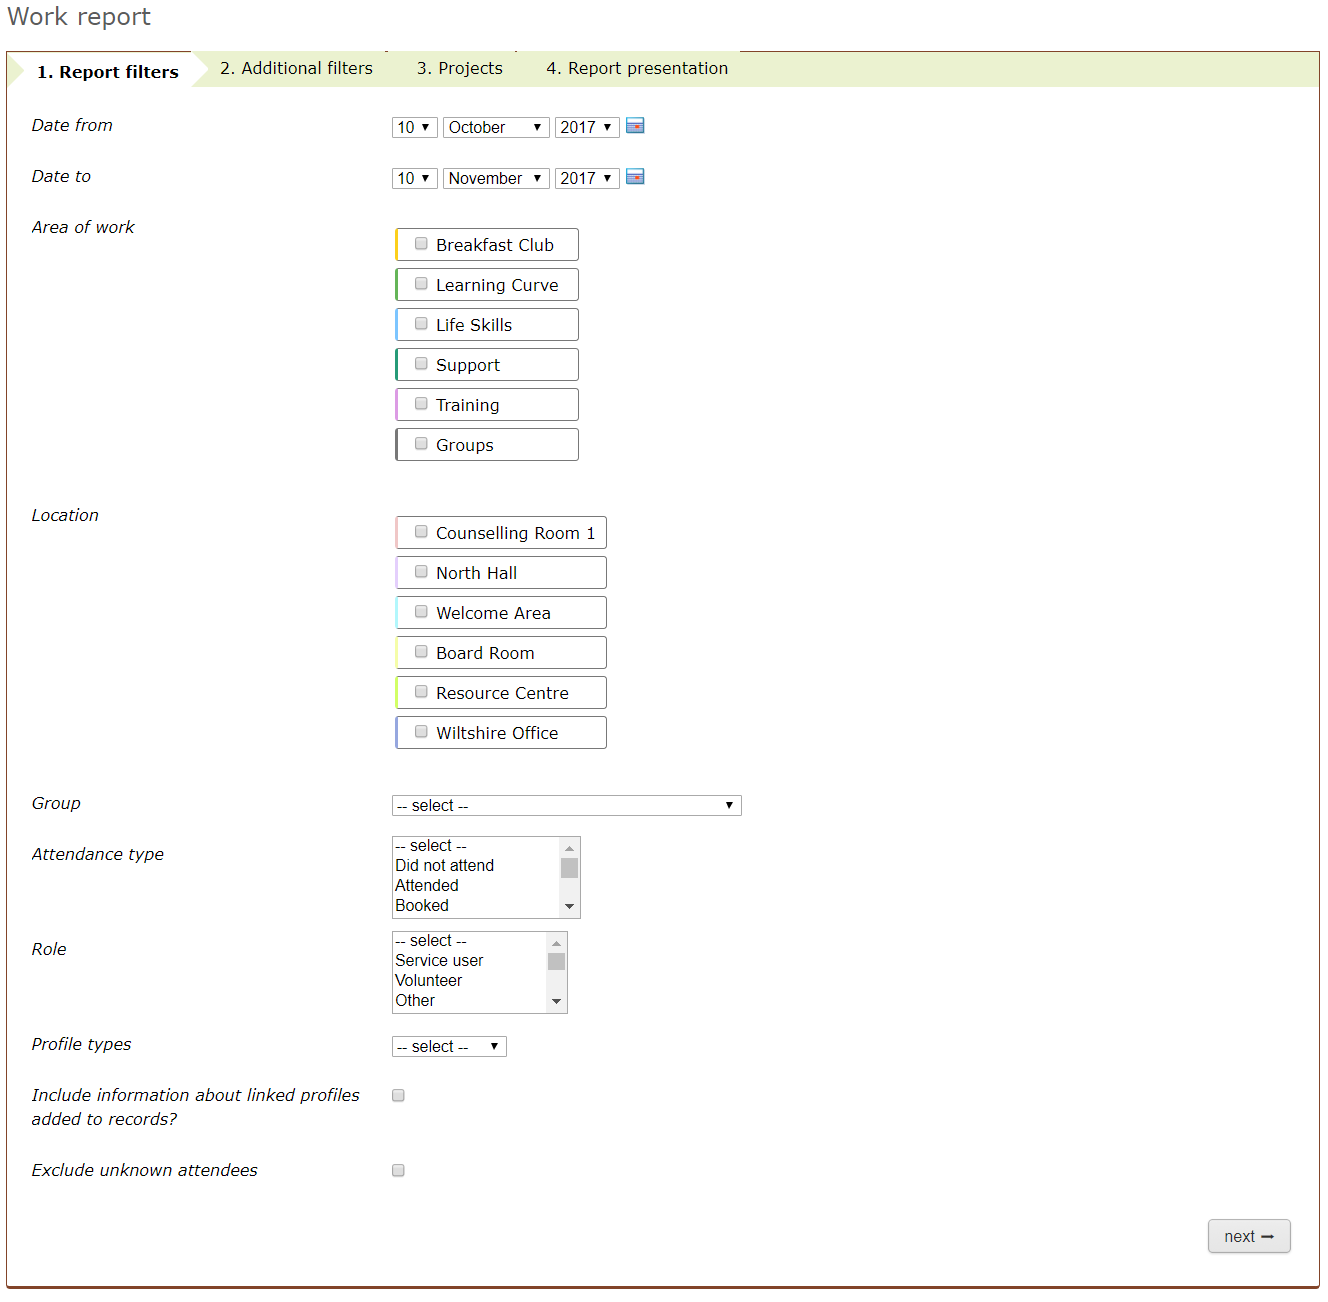 Work report
1. Report filters 2. Additional filters 3. Projects 4. Report presentation
Date from 10 October 2017
Date to 10 November 2017
Area of work
Breakfast Club
Learning Curve
Life Skills
Support
Training
Groups
Location
Counselling Room 1
North Hall
Welcome Area
Board Room
Resource Centre
Wiltshire Office
Group -- select --
Attendance type
-- select --
Did not attend
Attended
Booked
Role
-- select --
Service user
Volunteer
Other
Profile types -- select --
Include information about linked profiles
added to records?
Exclude unknown attendees
next